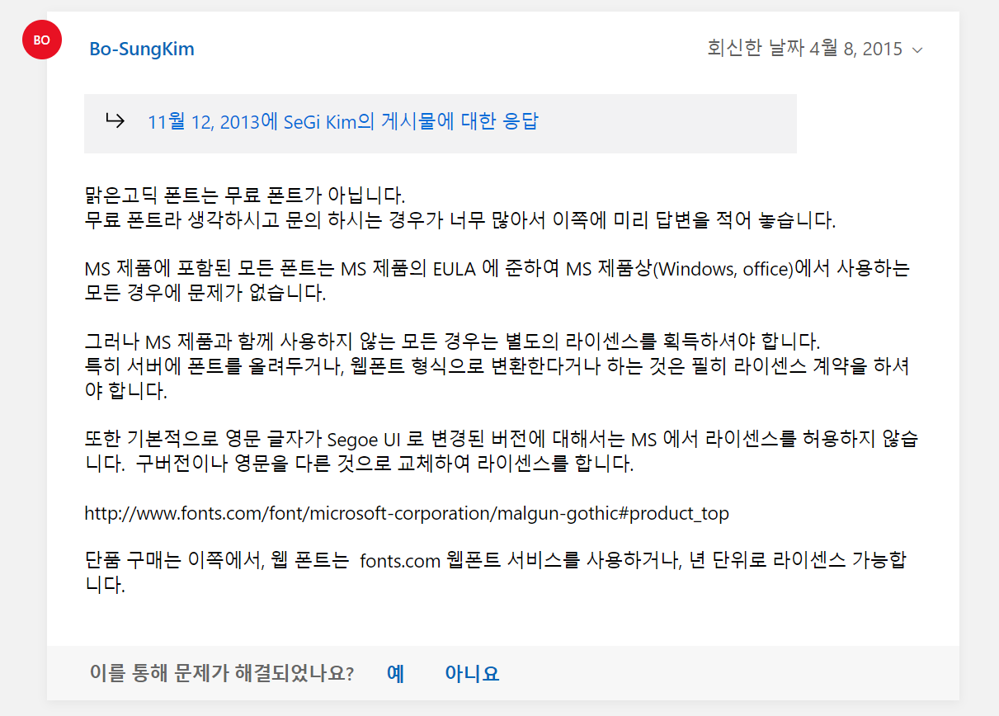 BO
Bo-SungKim
회신한 날짜 4월 8, 2015
11월 12, 2013에 SeGi Kim의 게시물에 대한 응답
맑은고딕 폰트는 무료 폰트가 아닙니다.
무료 폰트라 생각하시고 문의 하시는 경우가 너무 많아서 이쪽에 미리 답변을 적어 놓습니다.
MS 제품에 포함된 모든 폰트는 MS 제품의 EULA 에 준하여 MS 제품상(Windows, office)에서 사용하는
모든 경우에 문제가 없습니다.
그러나 MS 제품과 함께 사용하지 않는 모든 경우는 별도의 라이센스를 획득하셔야 합니다.
특히 서버에 폰트를 올려두거나, 웹폰트 형식으로 변환한다거나 하는 것은 필히 라이센스 계약을 하셔
야 합니다.
또한 기본적으로 영문 글자가 Segoe UI 로 변경된 버전에 대해서는 MS 에서 라이센스를 허용하지 않습
니다.  구버전이나 영문을 다른 것으로 교체하여 라이센스를 합니다.
http://www.fonts.com/font/microsoft-corporation/malgun-gothic#product_top
단품 구매는 이쪽에서, 웹 폰트는  fonts.com 웹폰트 서비스를 사용하거나, 년 단위로 라이센스 가능합
니다.
이를 통해 문제가 해결되었나요? 예 아니요